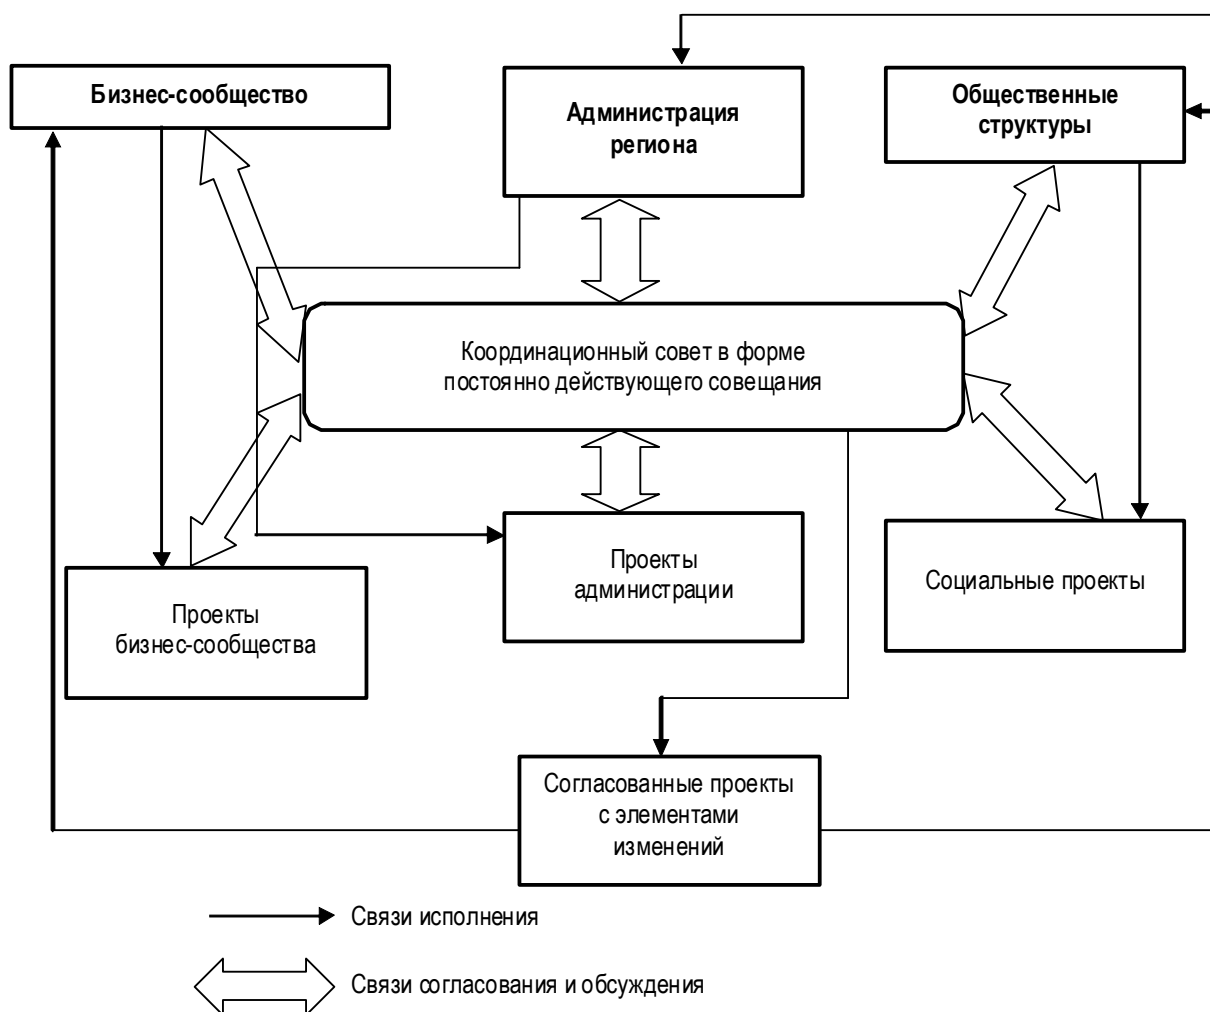 Бизнес-сообщество
Администрация
региона
Общественные
структуры
Координационный совет в форме
постоянно действующего совещания
Проекты
бизнес-сообщества
Проекты
администрации
Социальные проекты
Согласованные проекты
с элементами
изменений
Связи исполнения
Связи согласования и обсуждения